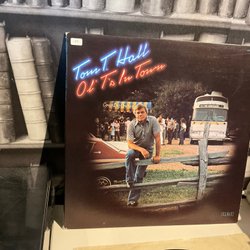 Tom T. Hall
Ol' T's In Town